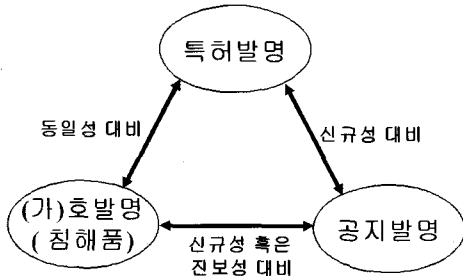 특허발명
동일성 대비
신규성 대비
(가)호발명
( 침해품)
신규성 혹은
진보성 대비
공지발명